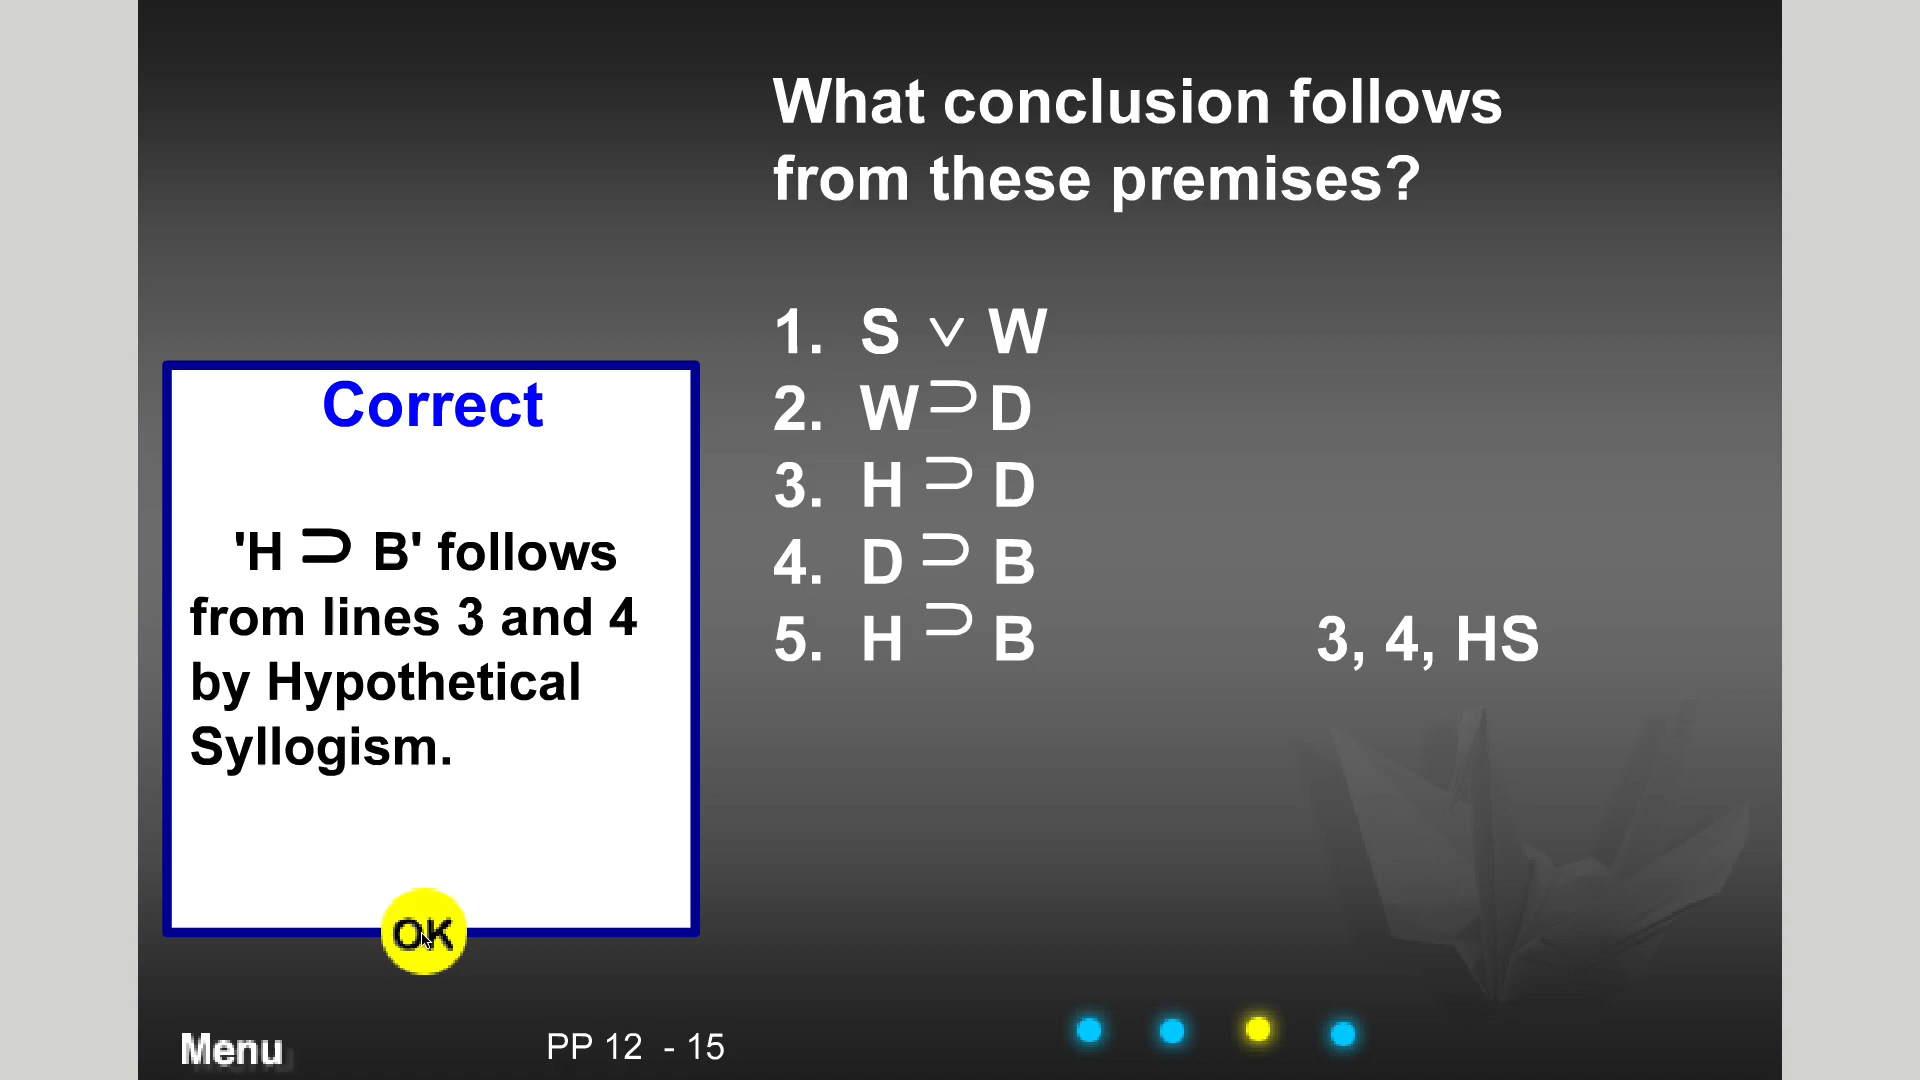 What conclusion follows
from these premises?
1. S ∨ W
2. W ⊃ D
3. H ⊃ D
4. D ⊃ B
5. H ⊃ B 3, 4, HS
Correct
'H ⊃ B' follows
from lines 3 and 4
by Hypothetical
Syllogism.
OK
Menu PP 12 - 15